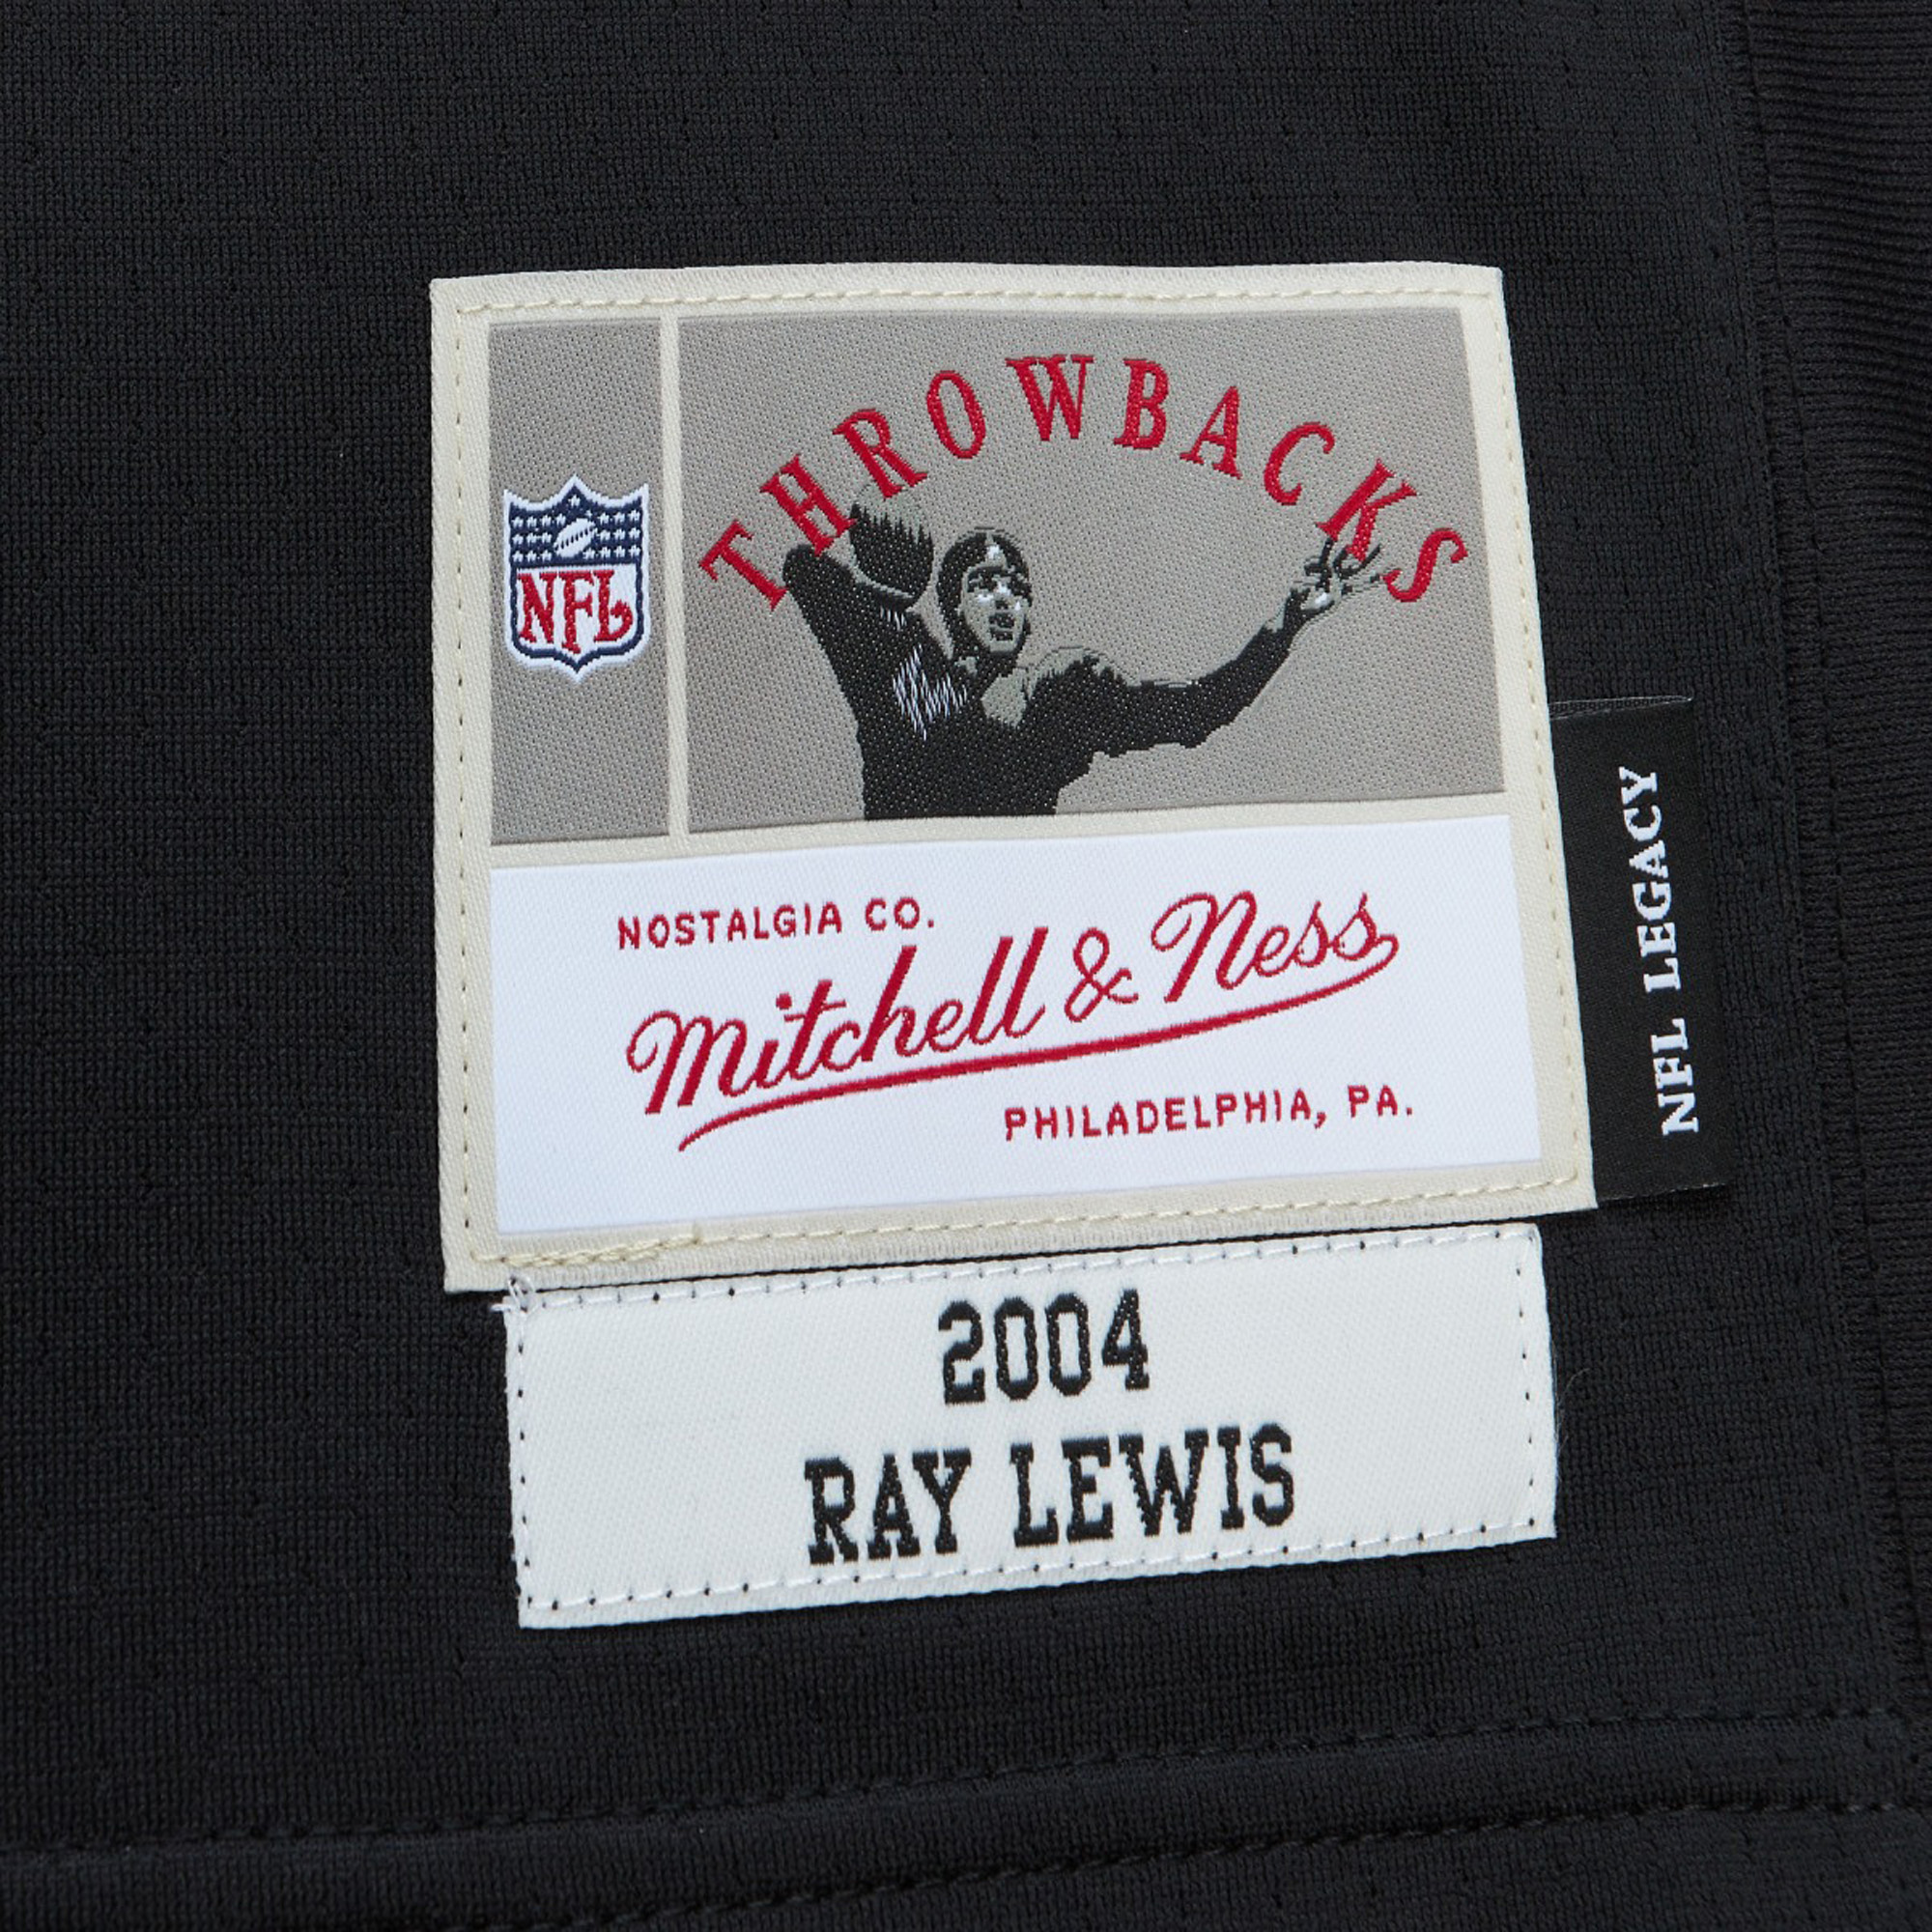 THROWBACKS
NFL
NOSTALGIA CO.
Mitchell & Ness
PHILADELPHIA, PA.
NFL LEGACY
2004
RAY LEWIS